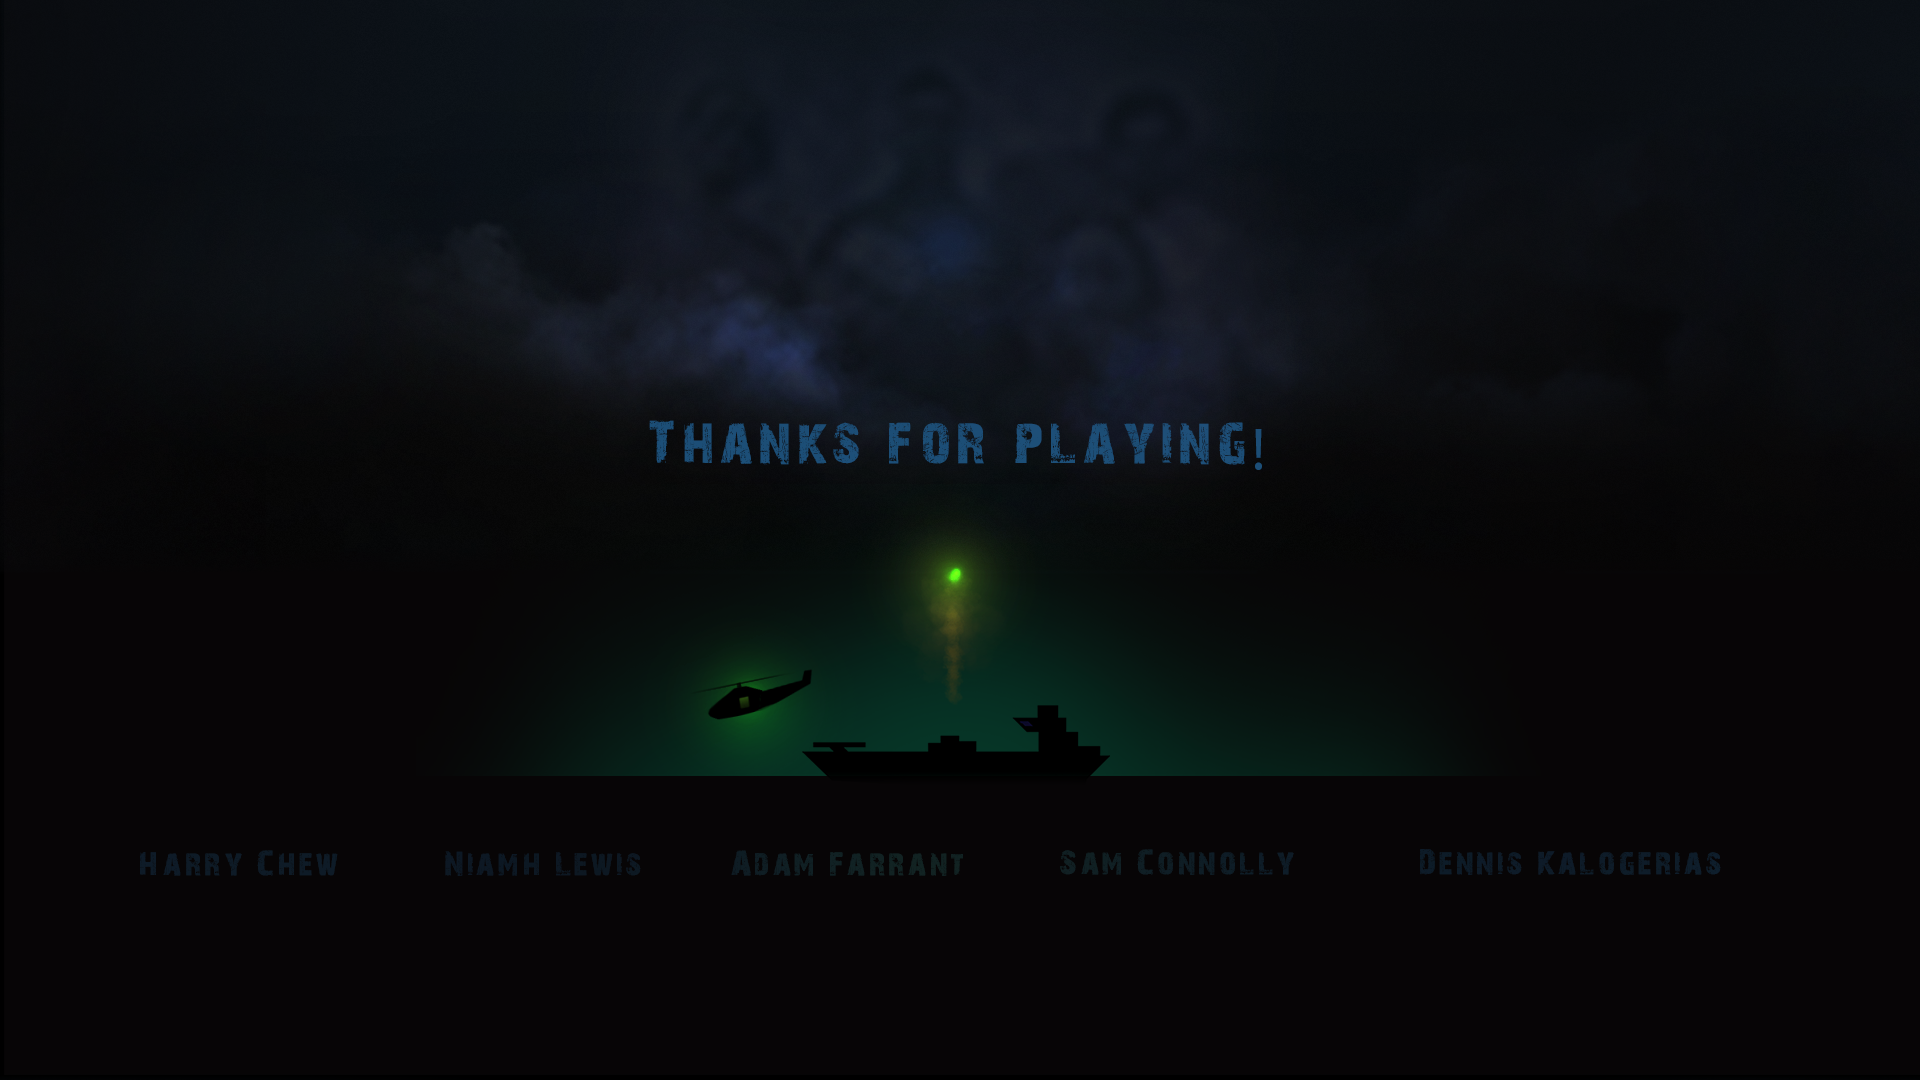 Thanks for playing!
Harry Chew Niamh Lewis Adam Farrant Sam Connolly Dennis Kalogerias